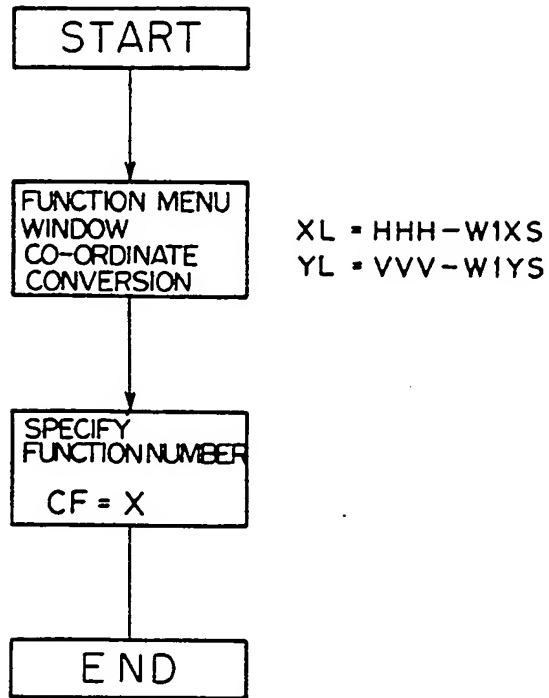 START
FUNCTION MENU
WINDOW
CO-ORDINATE
CONVERSION
XL = HHH-W1XS
YL = VVV-W1YS
SPECIFY
FUNCTION NUMBER
CF = X
END